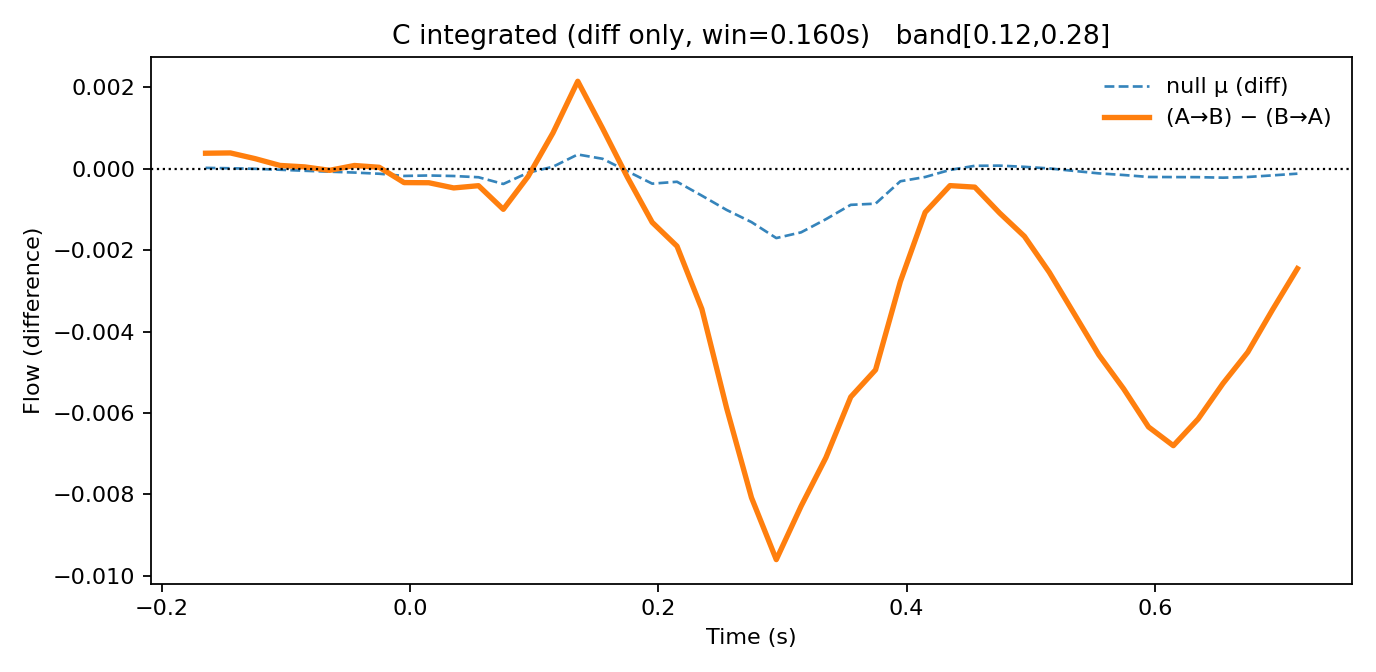 C integrated (diff only, win=0.160s)   band[0.12,0.28]
null μ (diff)
(A→B) − (B→A)
0.002
0.000
−0.002
−0.004
−0.006
−0.008
−0.010
Flow (difference)
−0.2
0.0
0.2
0.4
0.6
Time (s)